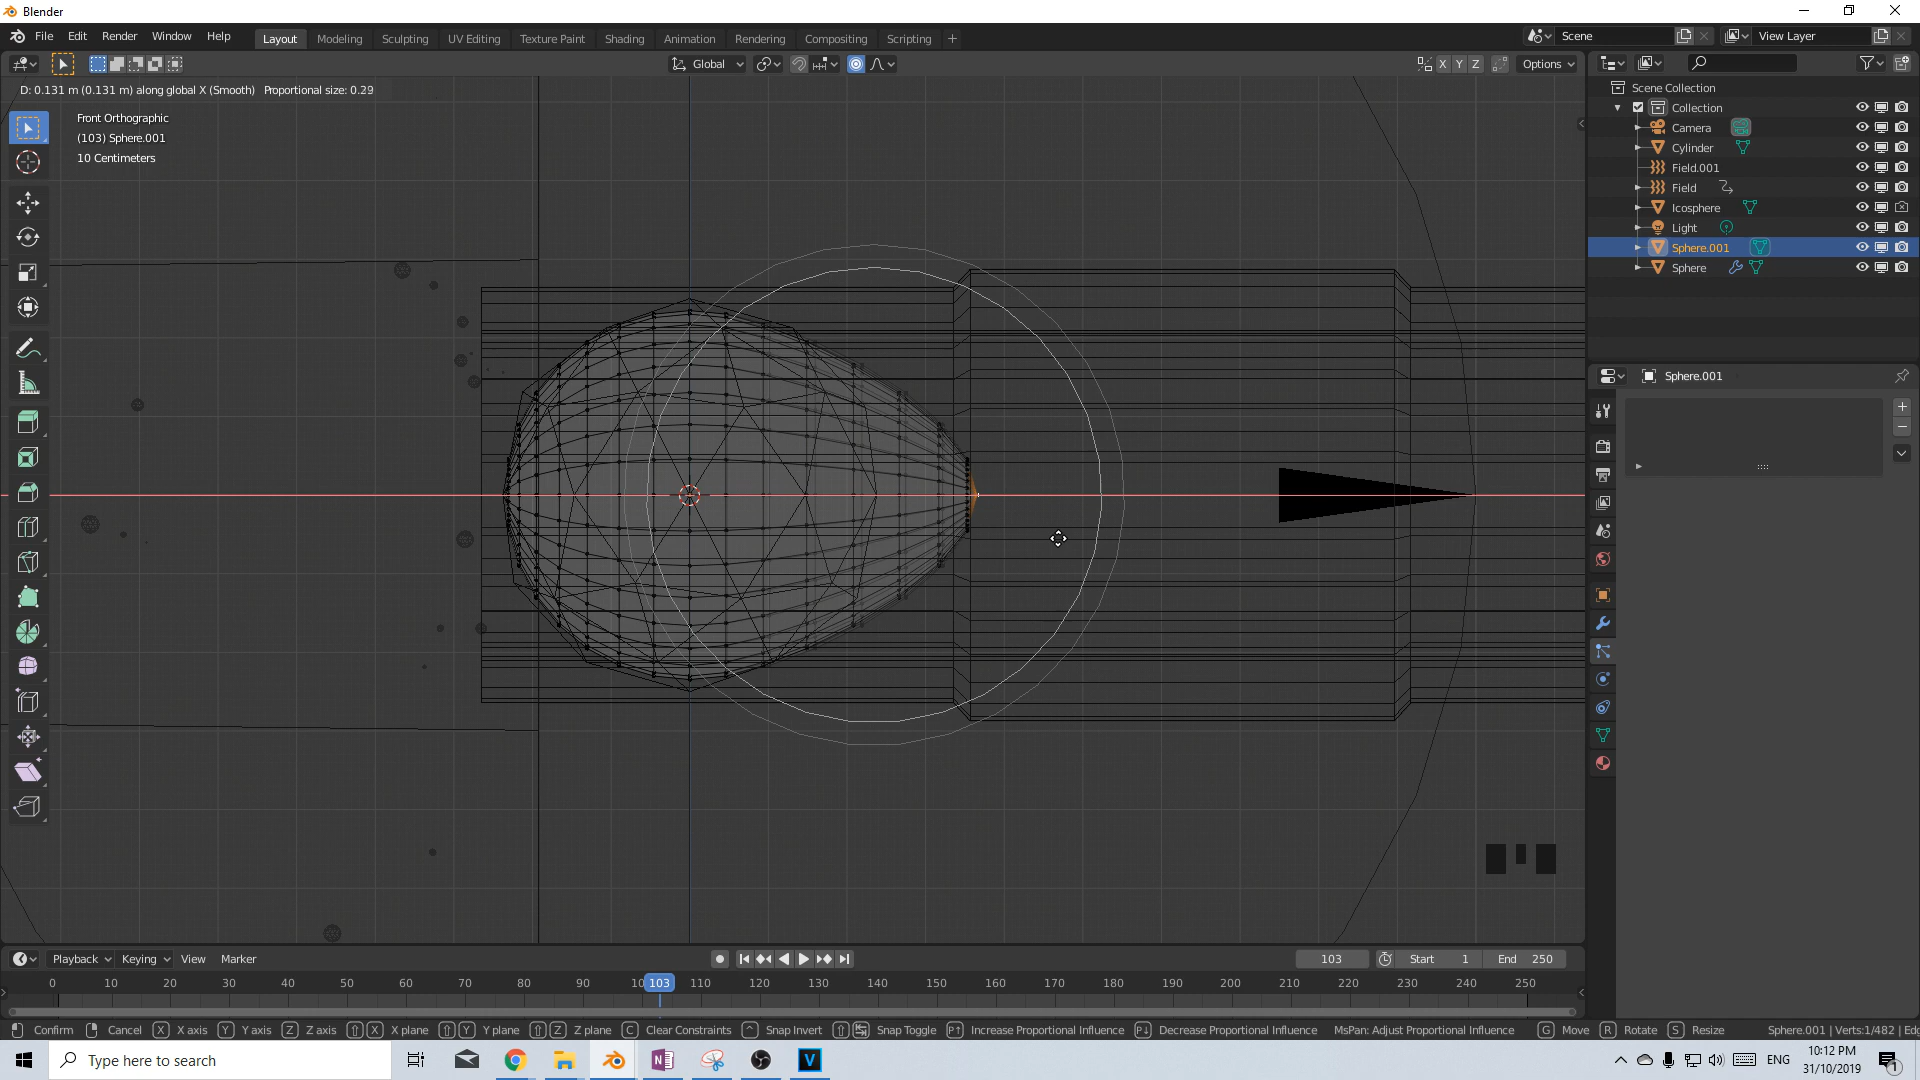 Blender
File Edit Render Window Help Layout Modeling Sculpting UV Editing Texture Paint Shading Animation Rendering Compositing Scripting + Scene View Layer
Global X Y Z Options
D: 0.131 m (0.131 m) along global X (Smooth) Proportional size: 0.29
Front Orthographic
(103) Sphere.001
10 Centimeters
Scene Collection
Collection
Camera
Cylinder
Field.001
Field
Icosphere
Light
Sphere.001
Sphere
Sphere.001
Playback Keying View Marker 103 Start 1 End 250
0 10 20 30 40 50 60 70 80 90 10 103 110 120 130 140 150 160 170 180 190 200 210 220 230 240 250
Confirm Cancel X X axis Y Y axis Z Z axis X X plane Y Y plane Z Z plane C Clear Constraints Snap Invert Snap Toggle Increase Proportional Influence Decrease Proportional Influence MsPan: Adjust Proportional Influence G Move R Rotate S Resize Sphere.001 | Verts:1/482 | Edg
Type here to search
ENG
10:12 PM
31/10/2019